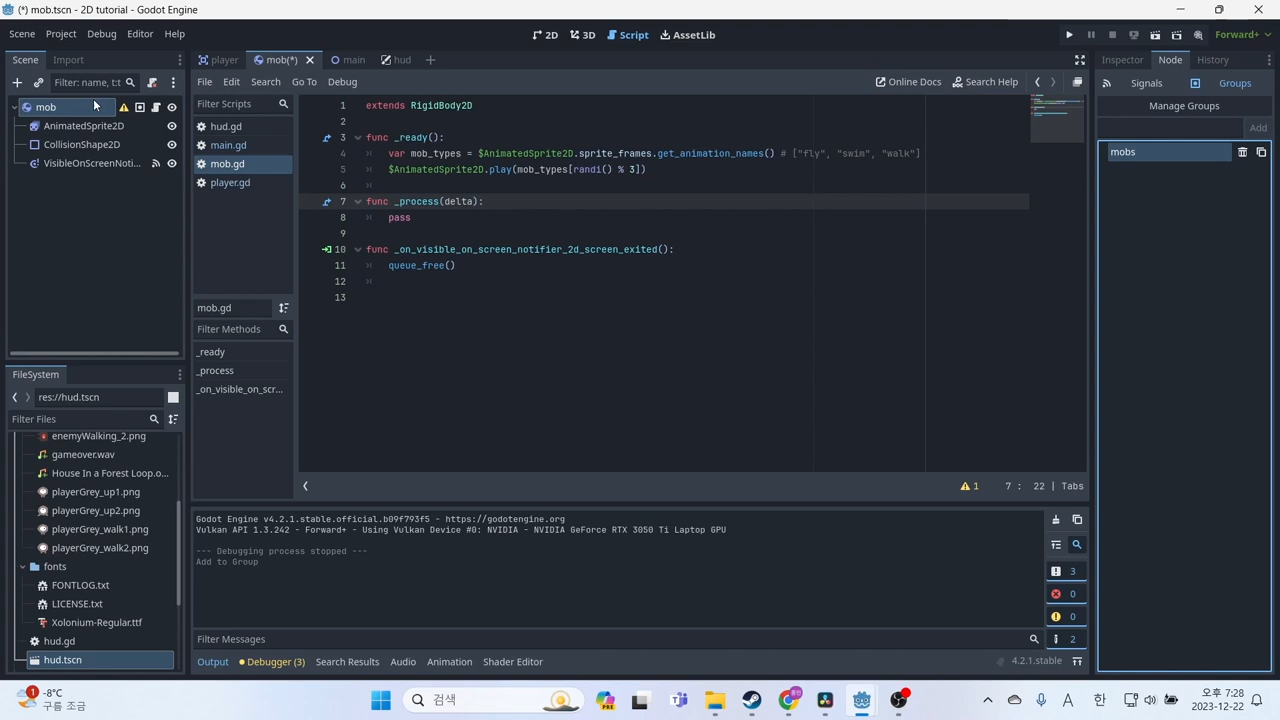 (*) mob.tscn - 2D tutorial - Godot Engine
Scene Project Debug Editor Help
2D 3D Script AssetLib
Forward+
Scene Import
Filter: name, t:t
mob
AnimatedSprite2D
CollisionShape2D
VisibleOnScreenNoti...
FileSystem
res://hud.tscn
Filter Files
enemyWalking_2.png
gameover.wav
House In a Forest Loop.o...
playerGrey_up1.png
playerGrey_up2.png
playerGrey_walk1.png
playerGrey_walk2.png
fonts
FONTLOG.txt
LICENSE.txt
Xolonium-Regular.ttf
hud.gd
hud.tscn
player mob(*) main hud
File Edit Search Go To Debug
Online Docs Search Help
Filter Scripts
hud.gd
main.gd
mob.gd
player.gd
mob.gd
Filter Methods
_ready
_process
_on_visible_on_scr...
1 extends RigidBody2D
2
3 func _ready():
4 var mob_types = $AnimatedSprite2D.sprite_frames.get_animation_names() # ["fly", "swim", "walk"]
5 $AnimatedSprite2D.play(mob_types[randi() % 3])
6
7 func _process(delta):
8 pass
9
10 func _on_visible_on_screen_notifier_2d_screen_exited():
11 queue_free()
12
13
1 7 : 22 | Tabs
Godot Engine v4.2.1.stable.official.b09f793f5 - https://godotengine.org
Vulkan API 1.3.242 - Forward+ - Using Vulkan Device #0: NVIDIA - NVIDIA GeForce RTX 3050 Ti Laptop GPU
--- Debugging process stopped ---
Add to Group
3
0
0
2
Filter Messages
Output Debugger (3) Search Results Audio Animation Shader Editor
4.2.1.stable
Inspector Node History
Signals Groups
Manage Groups
Add
mobs
1
-8°C
구름 조금
검색
PRE
A 한
오후 7:28
2023-12-22